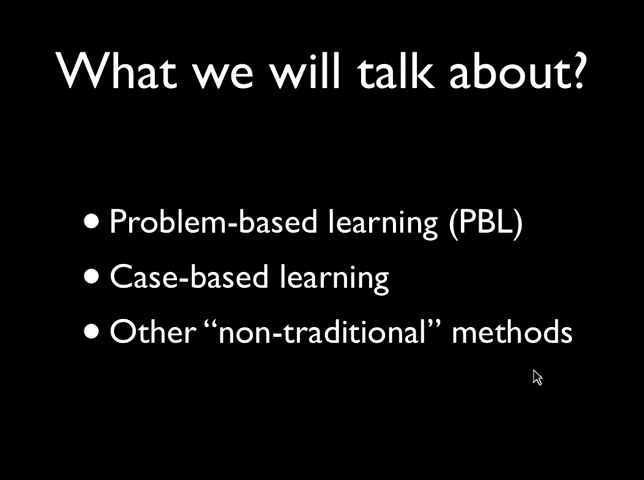 What we will talk about?
• Problem-based learning (PBL)
• Case-based learning
• Other “non-traditional” methods